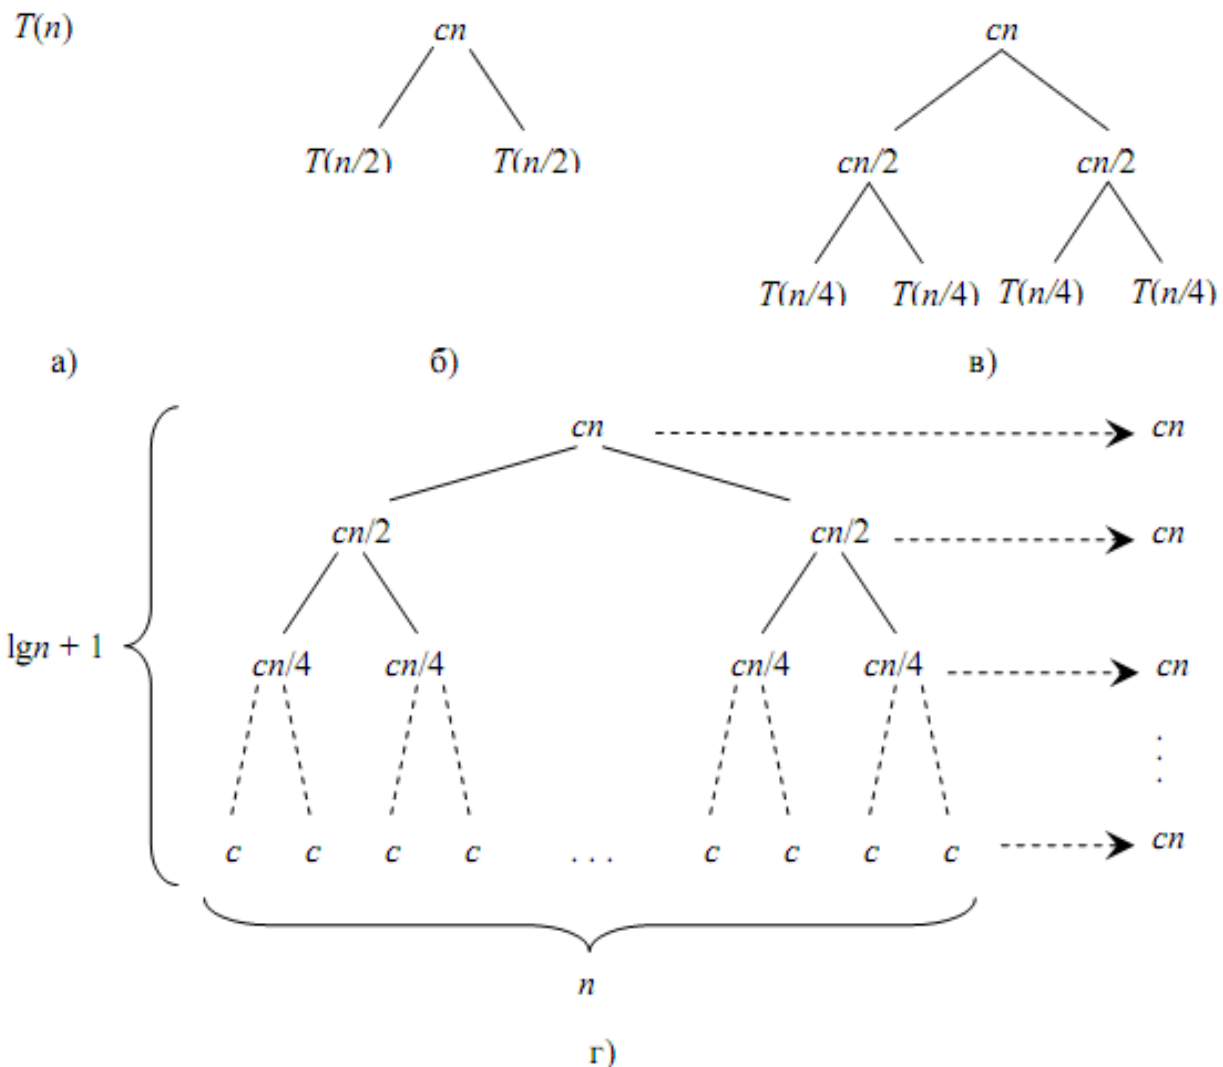 T(n) cn cn
T(n/2) T(n/2) cn/2 cn/2
T(n/4) T(n/4) T(n/4) T(n/4)
а) б) в)
cn cn
cn/2 cn/2 cn
lgn + 1
cn/4 cn/4 cn/4 cn/4 cn
c c c c ... c c c c cn
n
г)